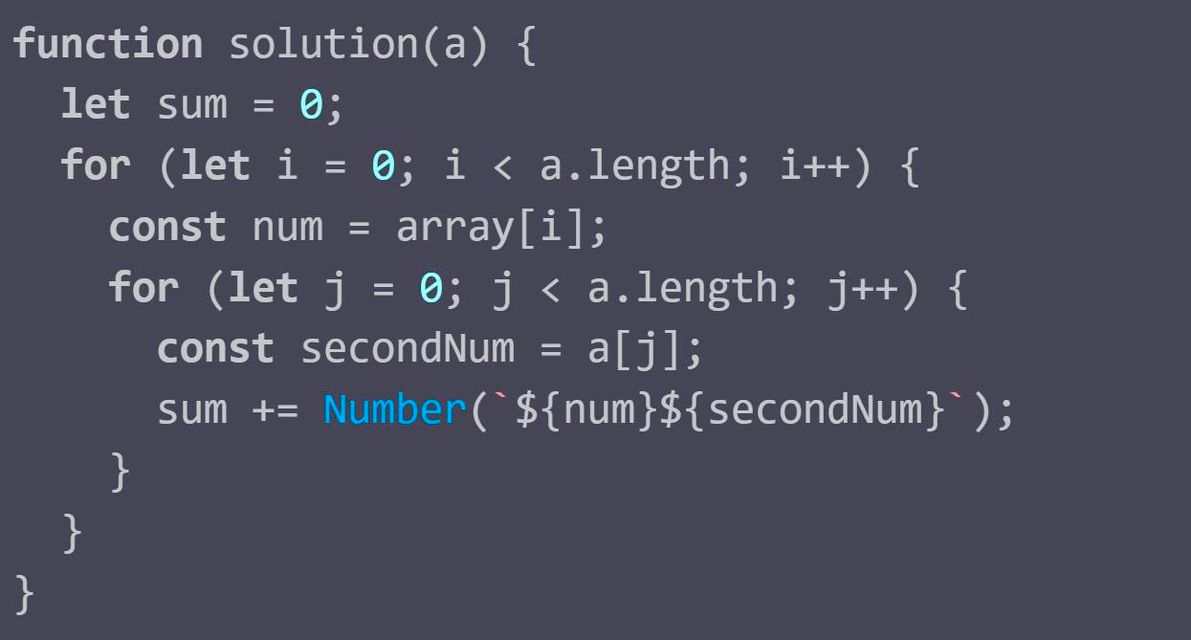 function solution(a) {
  let sum = 0;
  for (let i = 0; i < a.length; i++) {
    const num = array[i];
    for (let j = 0; j < a.length; j++) {
      const secondNum = a[j];
      sum += Number(`${num}${secondNum}`);
    }
  }
}